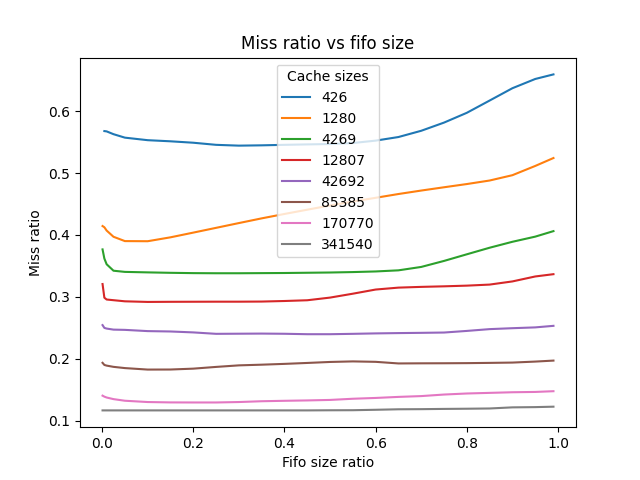 Miss ratio vs fifo size
Cache sizes
426
1280
4269
12807
42692
85385
170770
341540
Miss ratio
0.6
0.5
0.4
0.3
0.2
0.1
0.0 0.2 0.4 0.6 0.8 1.0
Fifo size ratio